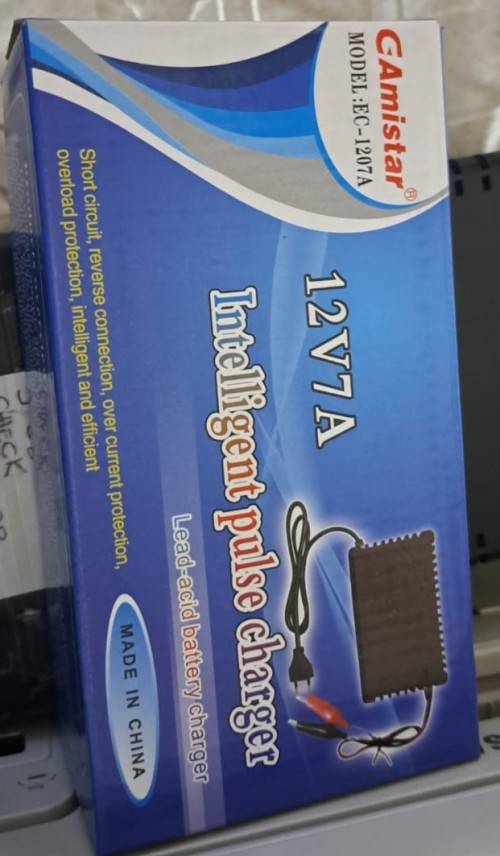 GAmistar®
MODEL:EC-1207A
12V7A
Intelligent pulse charger
Lead-acid battery charger
Short circuit, reverse connection, over current protection,
overload protection, intelligent and efficient
MADE IN CHINA
CHECK